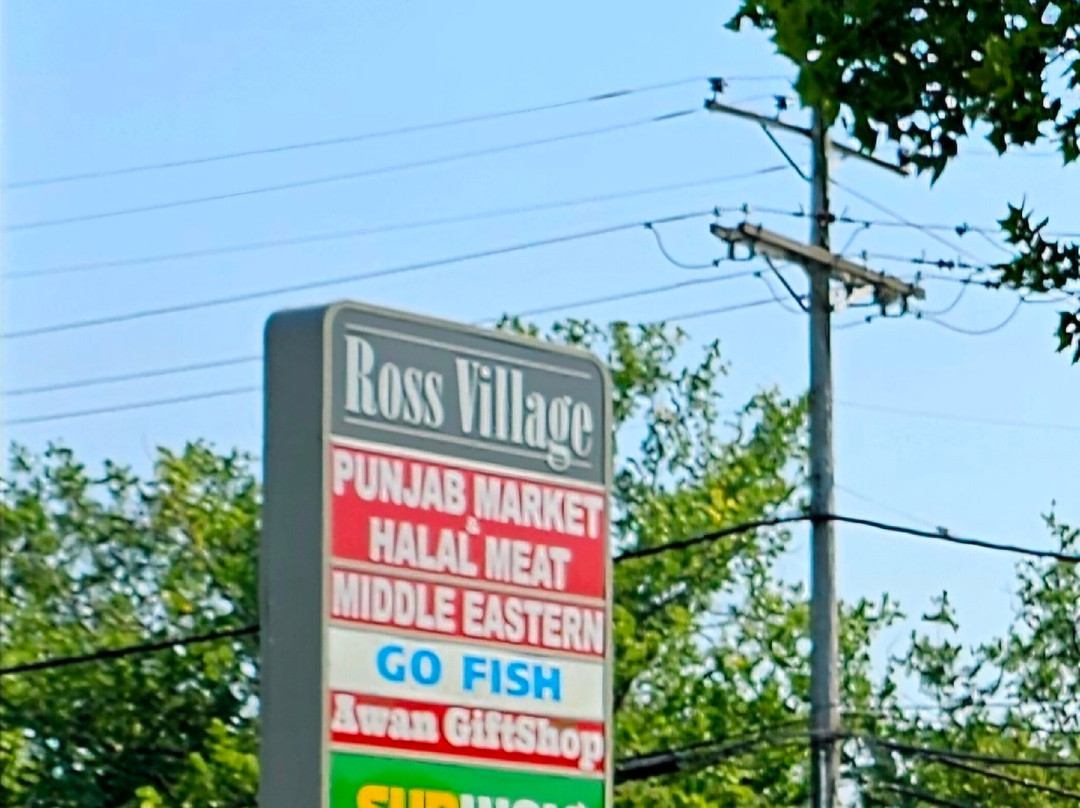 Ross Village
PUNJAB MARKET
&
HALAL MEAT
MIDDLE EASTERN
GO FISH
Awan GiftShop